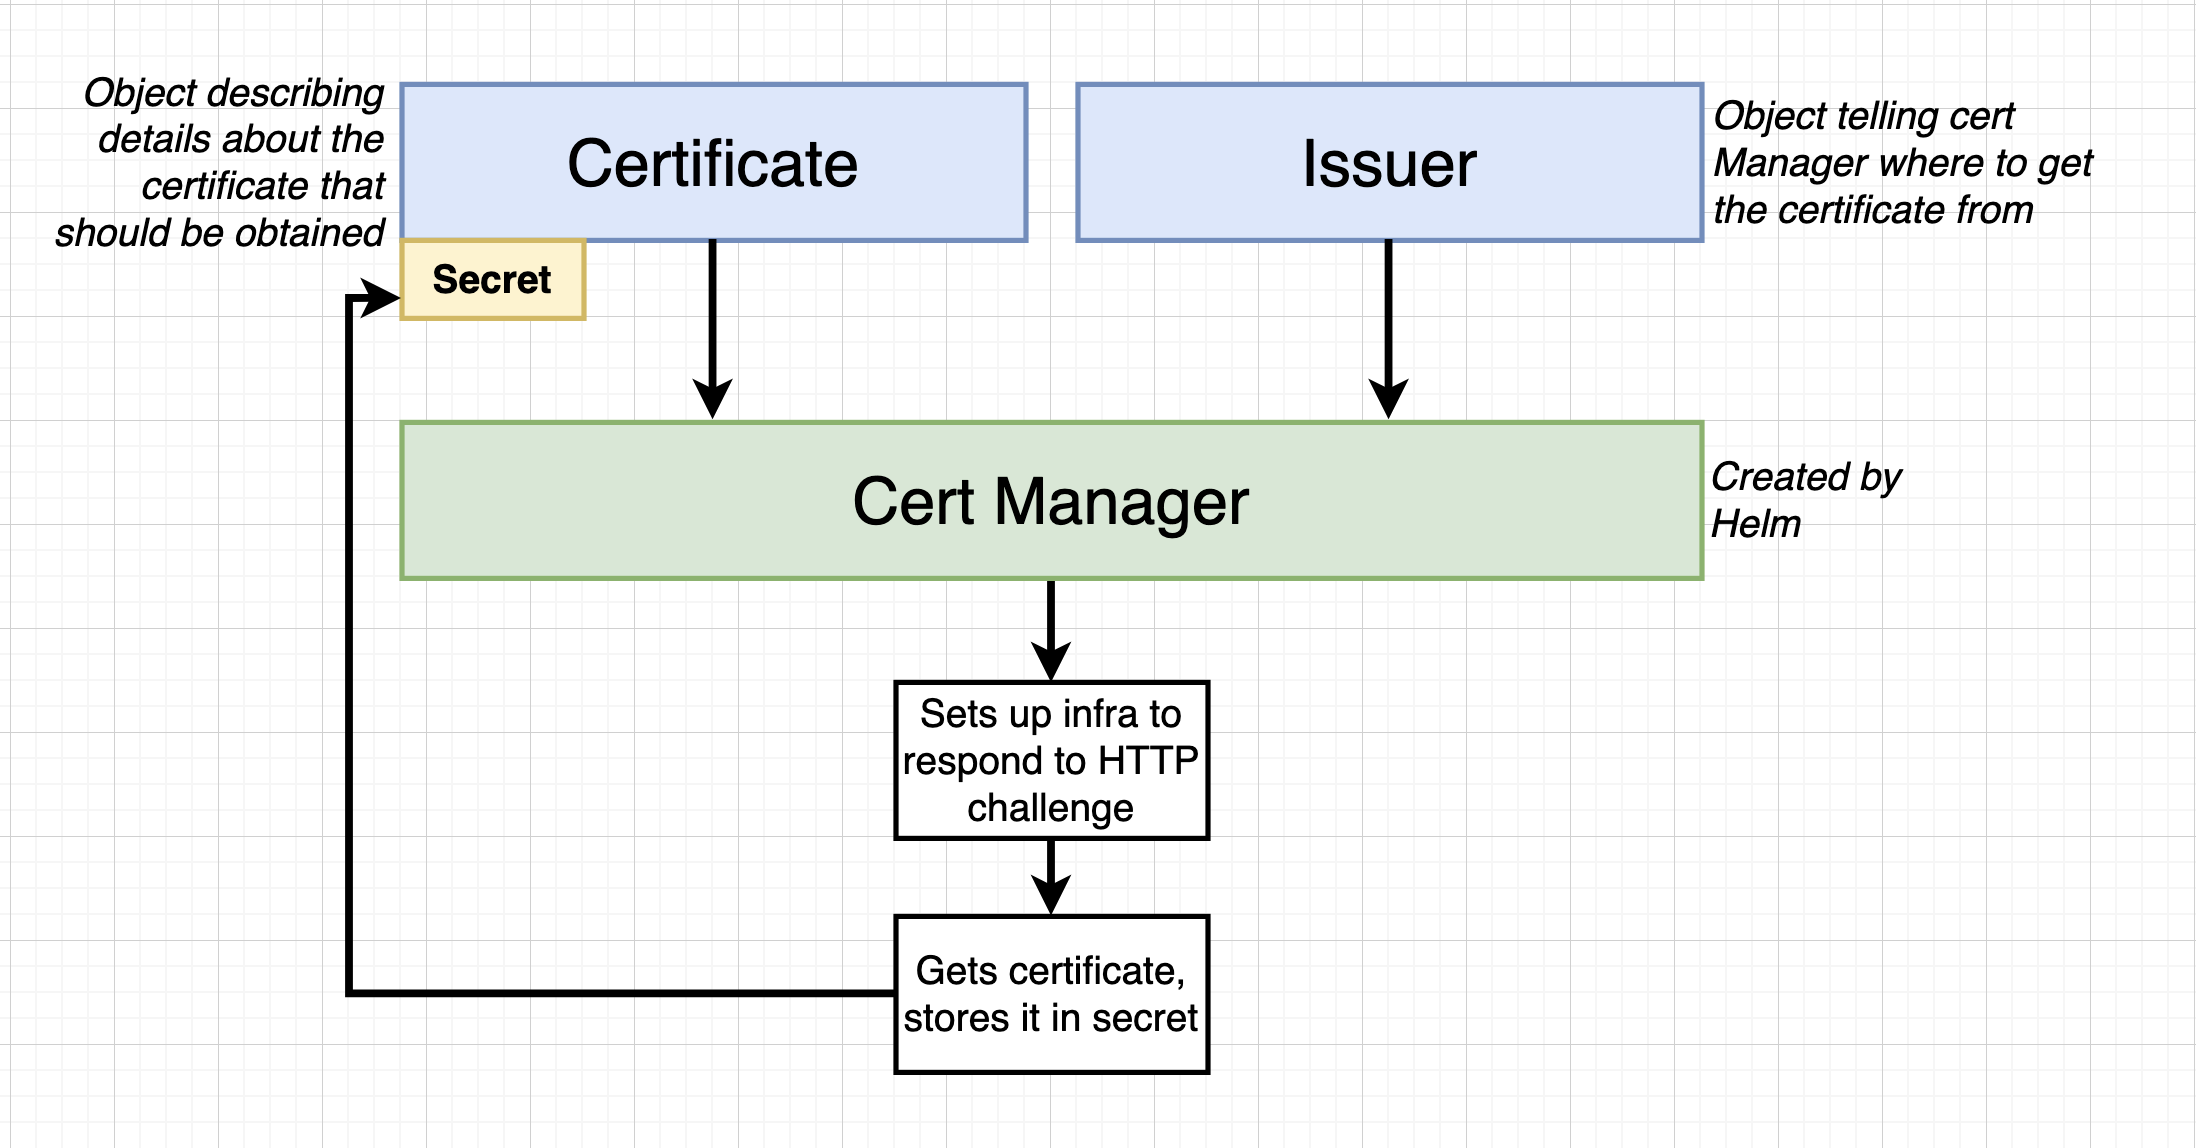 Object describing
details about the
certificate that
should be obtained
Certificate
Issuer
Object telling cert
Manager where to get
the certificate from
Secret
Cert Manager
Created by
Helm
Sets up infra to
respond to HTTP
challenge
Gets certificate,
stores it in secret